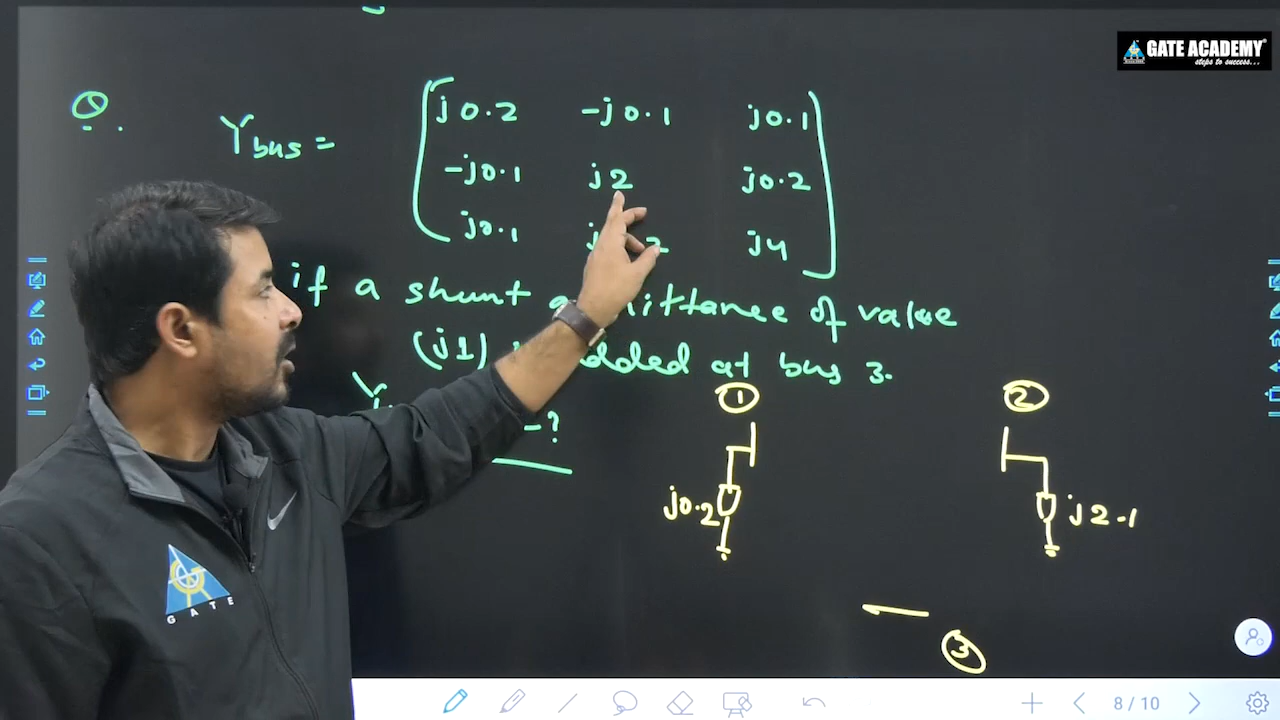 GATE ACADEMY
steps to success...
Q.
Ybus =
j0.2 -j0.1 j0.1
-j0.1 j2 j0.2
j0.1 j 2 j4
if a shunt a ittance of value
(j1) dded at bus 3.
Y - ?
1 2
j0.2 j2.1
3
GATE
8 / 10